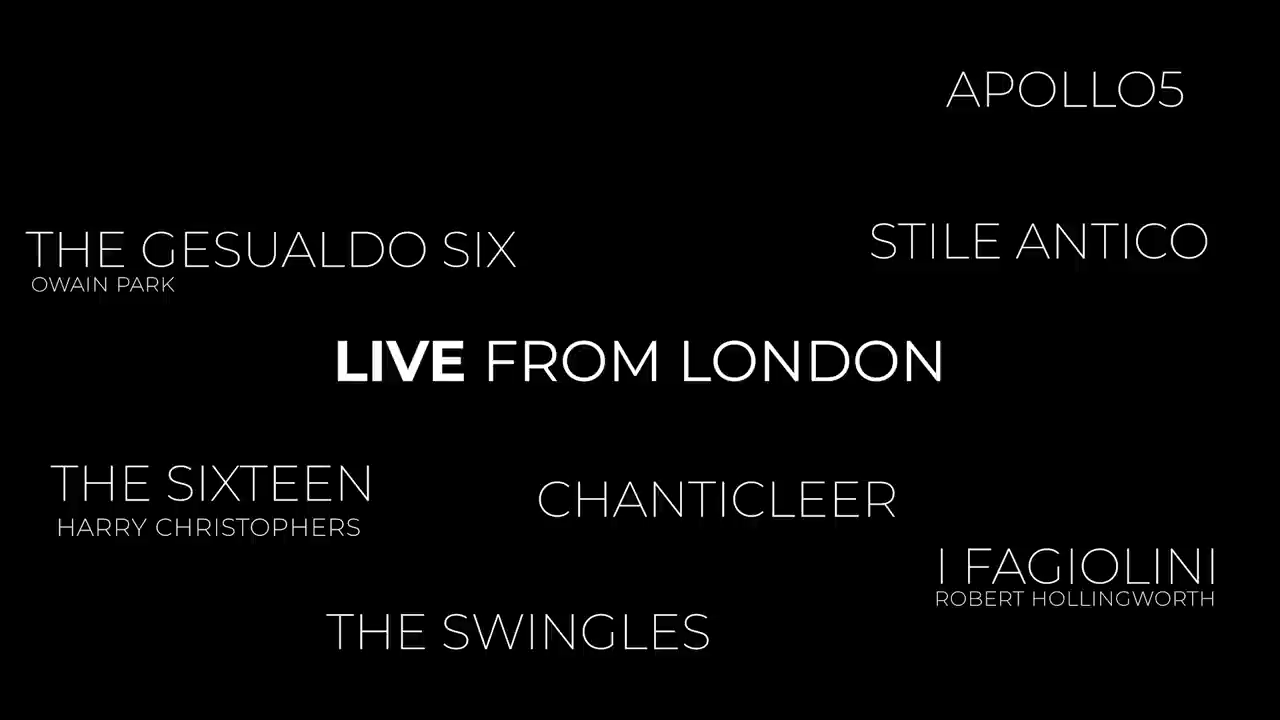 APOLLO5
THE GESUALDO SIX
OWAIN PARK
STILE ANTICO
LIVE FROM LONDON
THE SIXTEEN
HARRY CHRISTOPHERS
CHANTICLEER
I FAGIOLINI
ROBERT HOLLINGWORTH
THE SWINGLES